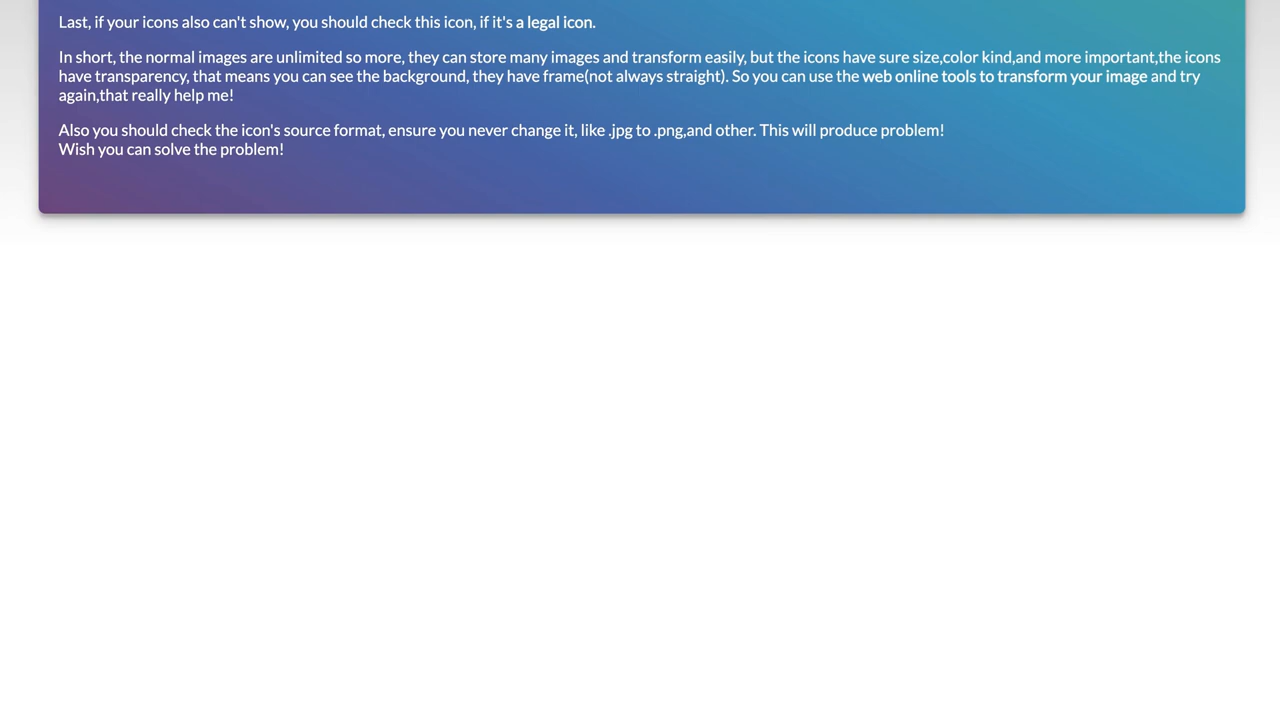 Last, if your icons also can't show, you should check this icon, if it's a legal icon.
In short, the normal images are unlimited so more, they can store many images and transform easily, but the icons have sure size,color kind,and more important,the icons
have transparency, that means you can see the background, they have frame(not always straight). So you can use the web online tools to transform your image and try
again,that really help me!
Also you should check the icon's source format, ensure you never change it, like .jpg to .png,and other. This will produce problem!
Wish you can solve the problem!